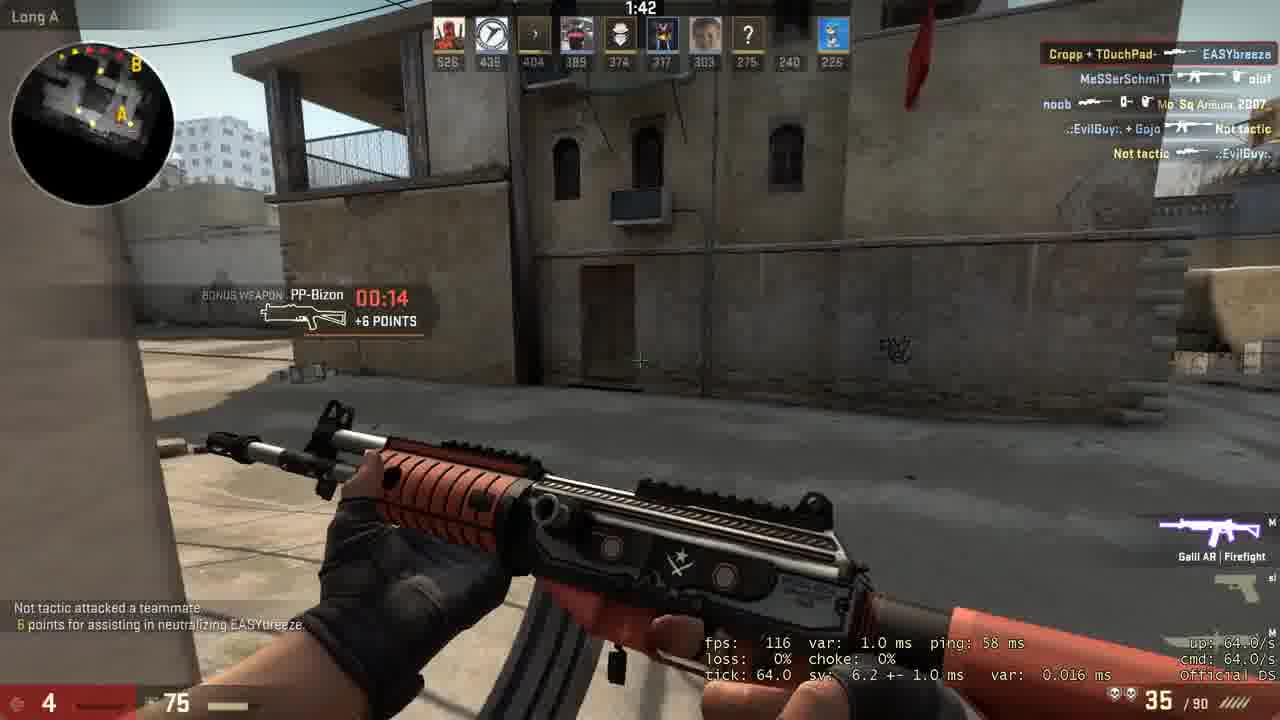 Long A
1:42
526 435 404 389 374 317 303 275 240 226
?
B
A
Cropp + T0uchPad- EASYbreeze
MeSSerSchmiTT olof
noob Mo Sq 2007
.:EvilGuy:. + Gojo Not tactic
Not tactic .:EvilGuy:.
BONUS WEAPON PP-Bizon 00:14
+6 POINTS
M
Galil AR | Firefight
sl
M
Not tactic attacked a teammate
6 points for assisting in neutralizing EASYbreeze.
fps: 116 var: 1.0 ms ping: 58 ms up: 64.0/s
loss: 0% choke: 0% cmd: 64.0/s
tick: 64.0 sv: 6.2 +- 1.0 ms var: 0.016 ms Official DS
4 75 35 / 90